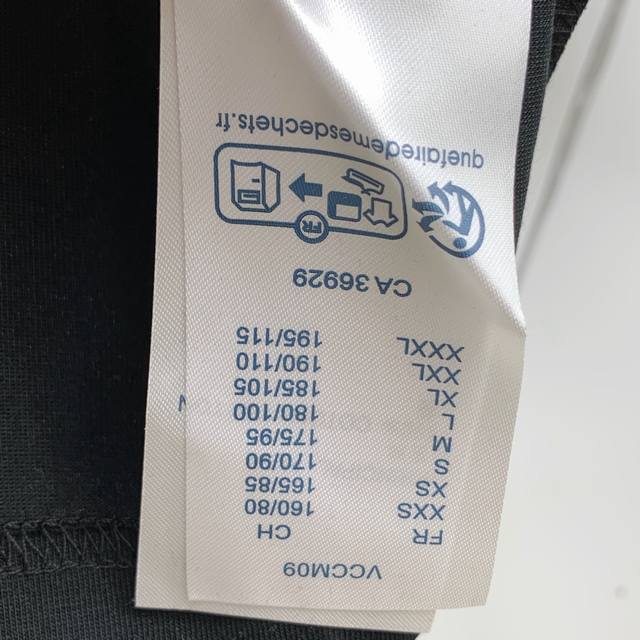 VCCM09
FR CH
XXS 160/80
XS 165/85
S 170/90
M 175/95
L 180/100
XL 185/105
XXL 190/110
XXXL 195/115
CA 36929
FR
quefairedemesdechets.fr